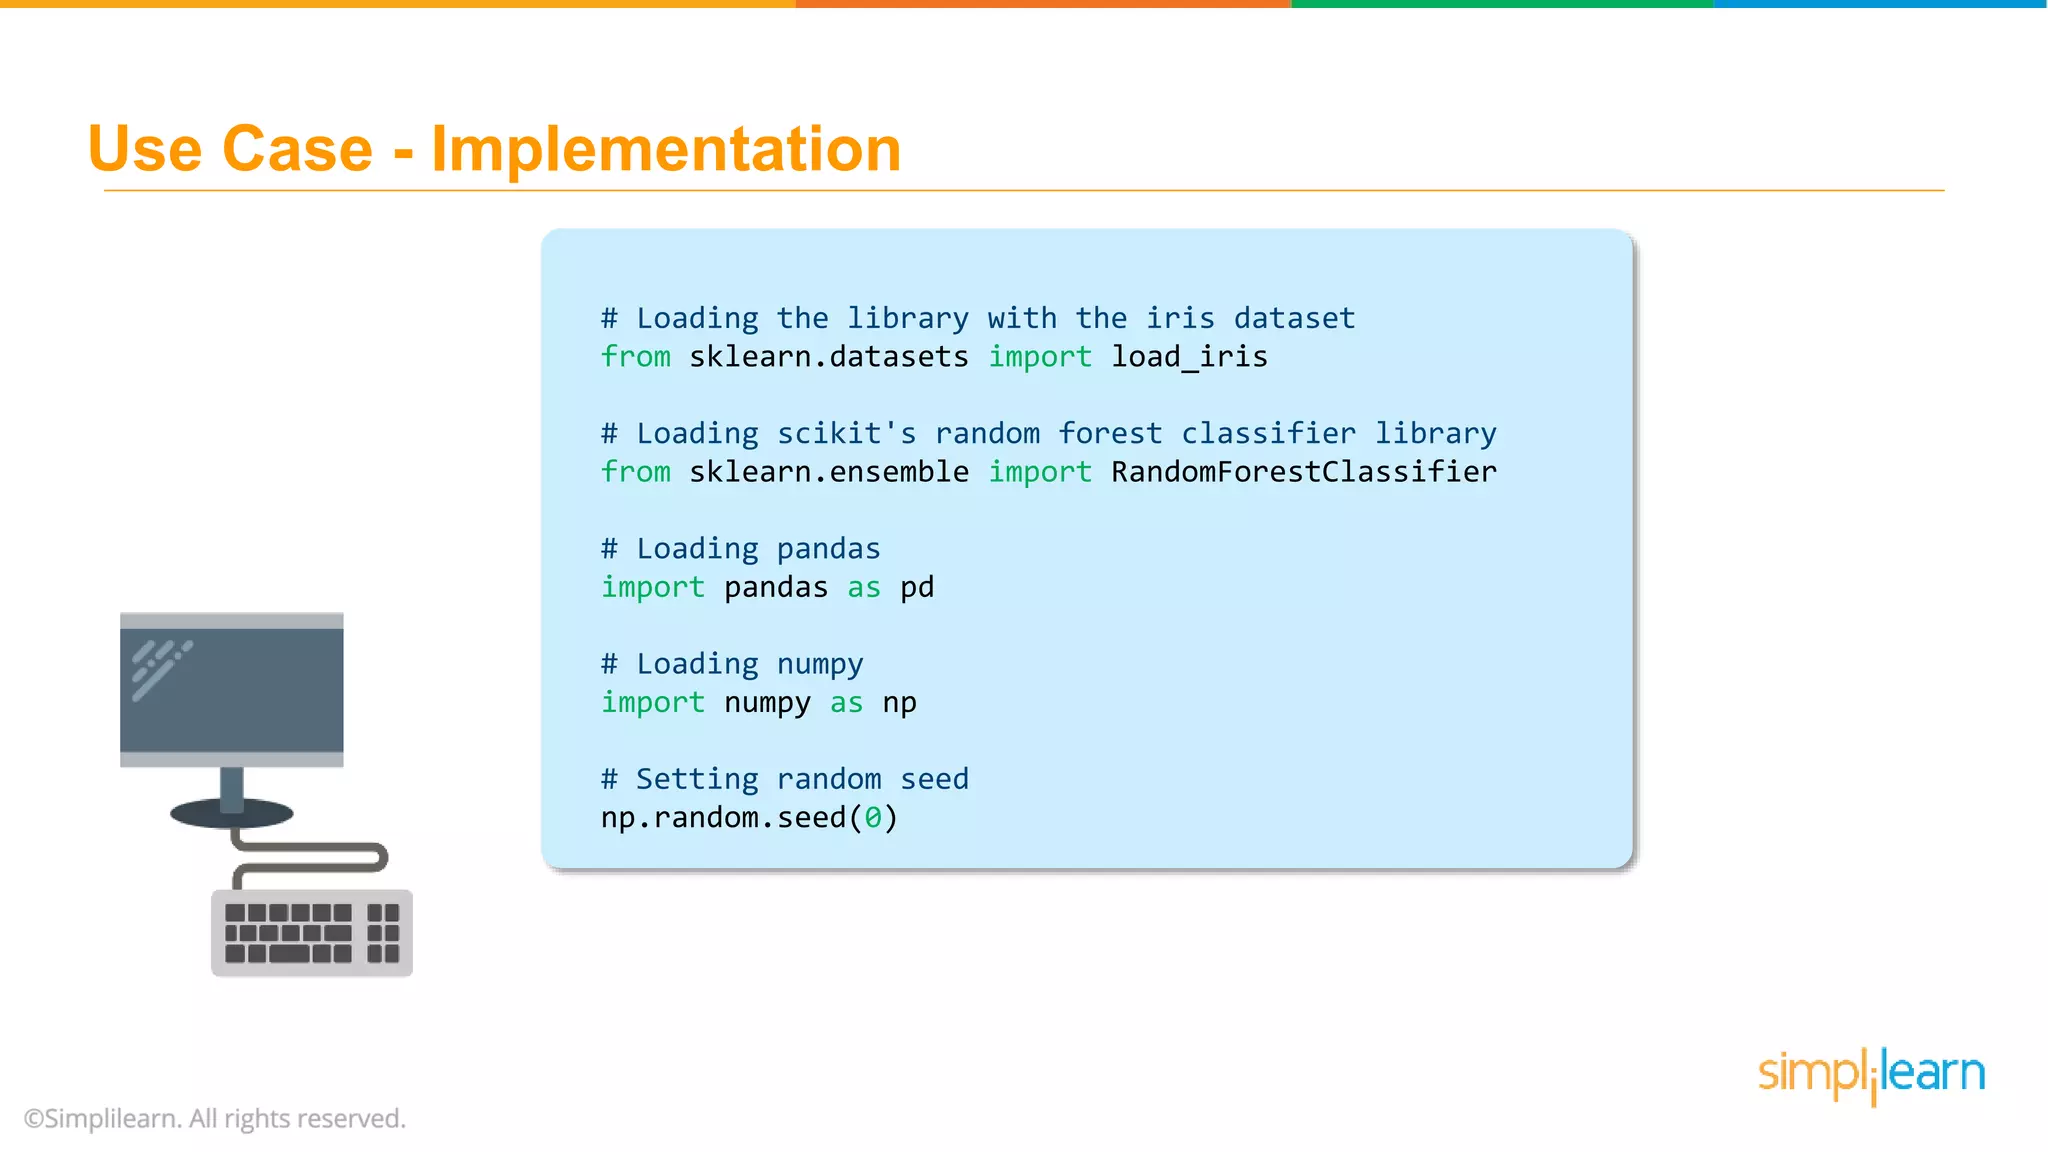 Use Case - Implementation
# Loading the library with the iris dataset
from sklearn.datasets import load_iris
# Loading scikit's random forest classifier library
from sklearn.ensemble import RandomForestClassifier
# Loading pandas
import pandas as pd
# Loading numpy
import numpy as np
# Setting random seed
np.random.seed(0)
simplilearn
©Simplilearn. All rights reserved.